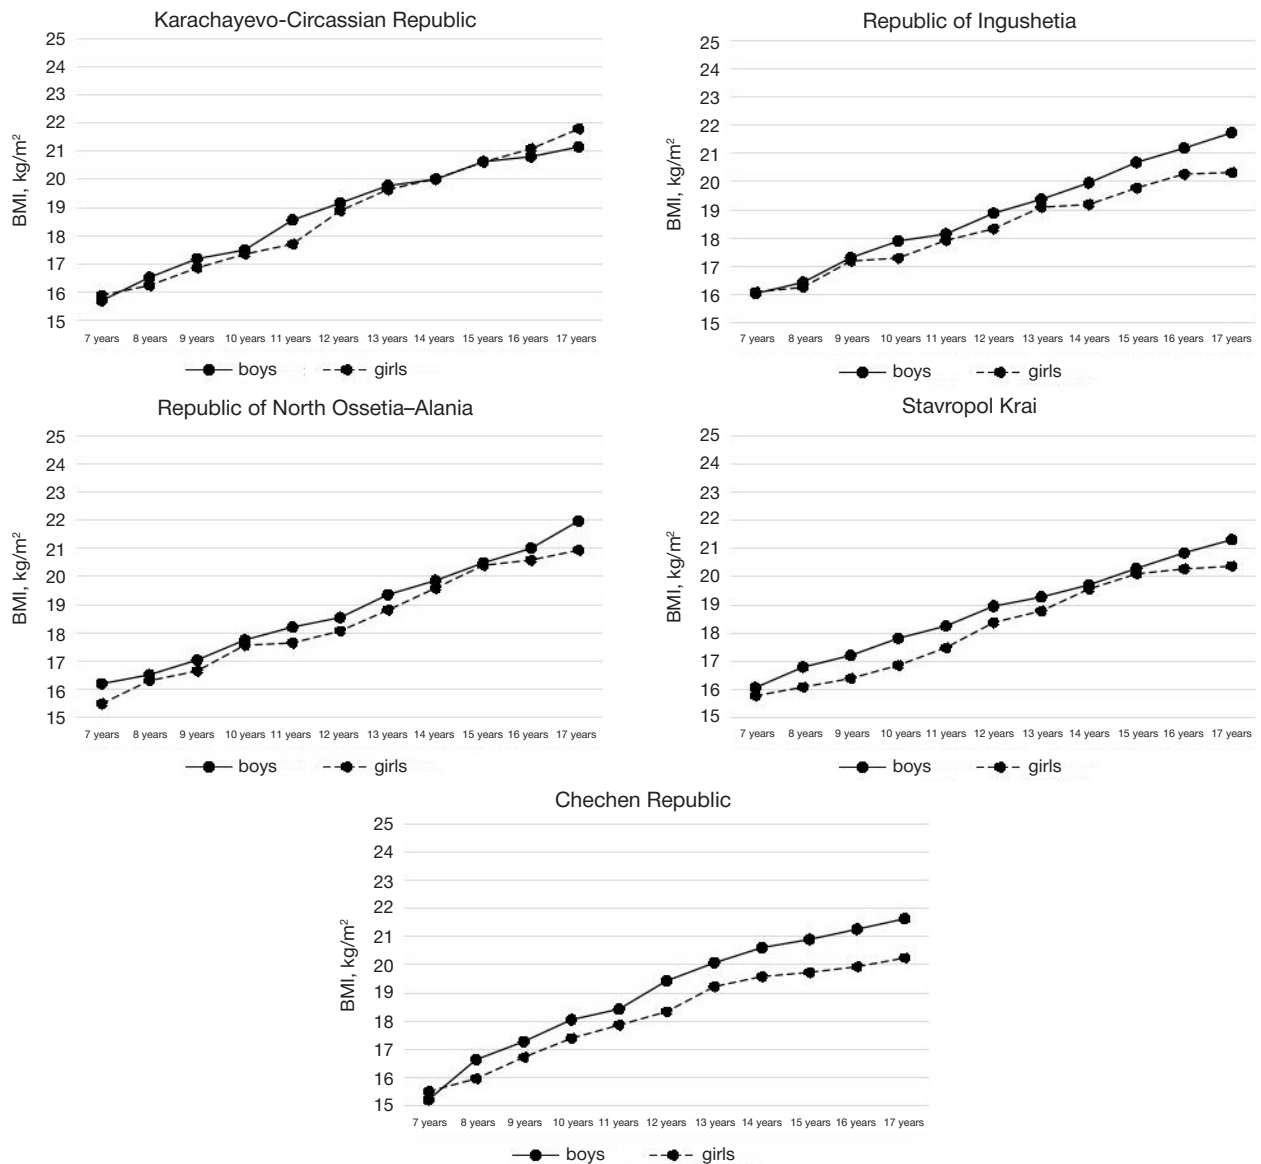 Karachayevo-Circassian Republic
25
24
23
22
21
20
19
18
17
16
15
BMI, kg/m²
7 years 8 years 9 years 10 years 11 years 12 years 13 years 14 years 15 years 16 years 17 years
boys girls
Republic of Ingushetia
25
24
23
22
21
20
19
18
17
16
15
BMI, kg/m²
7 years 8 years 9 years 10 years 11 years 12 years 13 years 14 years 15 years 16 years 17 years
boys girls
Republic of North Ossetia–Alania
25
24
23
22
21
20
19
18
17
16
15
BMI, kg/m²
7 years 8 years 9 years 10 years 11 years 12 years 13 years 14 years 15 years 16 years 17 years
boys girls
Stavropol Krai
25
24
23
22
21
20
19
18
17
16
15
BMI, kg/m²
7 years 8 years 9 years 10 years 11 years 12 years 13 years 14 years 15 years 16 years 17 years
boys girls
Chechen Republic
25
24
23
22
21
20
19
18
17
16
15
BMI, kg/m²
7 years 8 years 9 years 10 years 11 years 12 years 13 years 14 years 15 years 16 years 17 years
boys girls